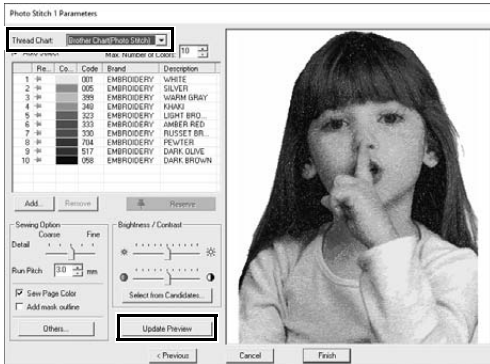 Photo Stitch 1 Parameters
Thread Chart: Brother Chart(Photo Stitch)
Auto Select Max. Number of Colors: 10
Re... Co... Code Brand Description
1 001 EMBROIDERY WHITE
2 005 EMBROIDERY SILVER
3 399 EMBROIDERY WARM GRAY
4 348 EMBROIDERY KHAKI
5 323 EMBROIDERY LIGHT BRO...
6 333 EMBROIDERY AMBER RED
7 330 EMBROIDERY RUSSET BR...
8 704 EMBROIDERY PEWTER
9 517 EMBROIDERY DARK OLIVE
10 058 EMBROIDERY DARK BROWN
Add... Remove Reserve
Sewing Option Brightness / Contrast
Coarse Fine
Detail
Run Pitch 3.0 mm
Sew Page Color
Select from Candidates...
Add mask outline
Others... Update Preview
< Previous Cancel Finish